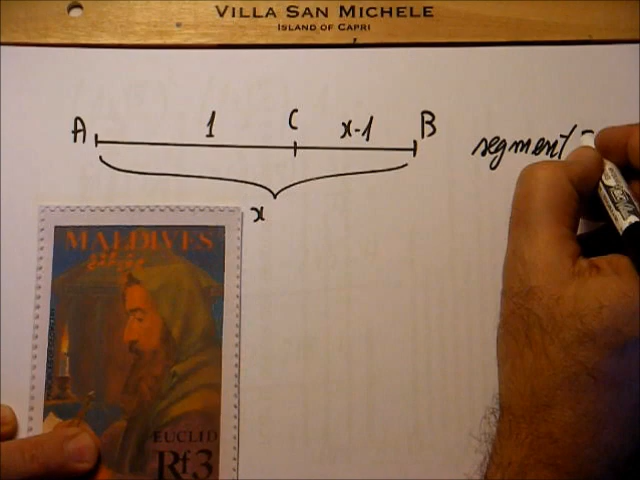 VILLA SAN MICHELE
ISLAND OF CAPRI
A 1 C x-1 B
segment
x
MALDIVES
EUCLID
Rf3